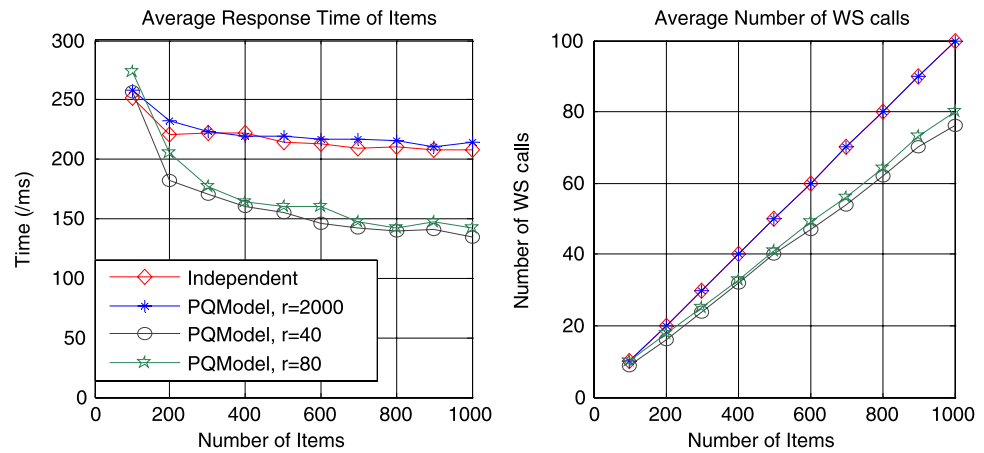 Average Response Time of Items
300
250
200
150
100
50
0
Time (/ms)
0 200 400 600 800 1000
Number of Items
Independent
PQModel, r=2000
PQModel, r=40
PQModel, r=80
Average Number of WS calls
100
80
60
40
20
0
Number of WS calls
0 200 400 600 800 1000
Number of Items